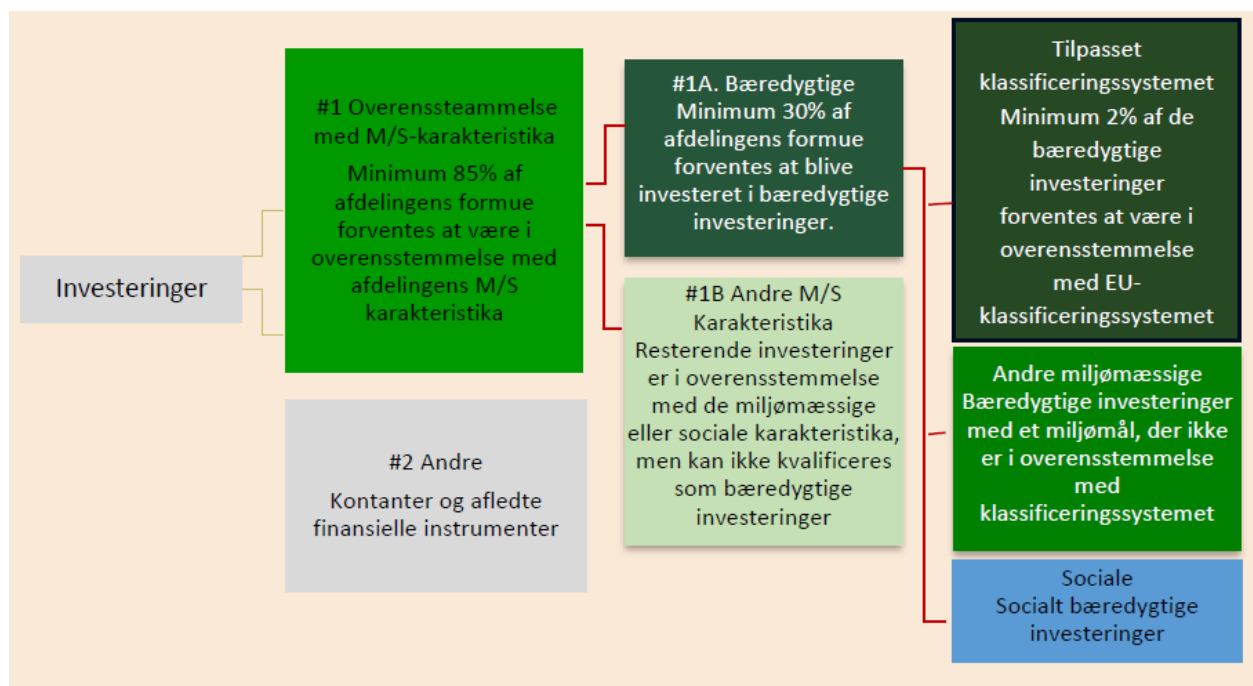 Investeringer
#1 Overenssteammelse
med M/S-karakteristika
Minimum 85% af
afdelingens formue
forventes at være i
overensstemmelse med
afdelingens M/S
karakteristika
#2 Andre
Kontanter og afledte
finansielle instrumenter
#1A. Bæredygtige
Minimum 30% af
afdelingens formue
forventes at blive
investeret i bæredygtige
investeringer.
#1B Andre M/S
Karakteristika
Resterende investeringer
er i overensstemmelse
med de miljømæssige
eller sociale karakteristika,
men kan ikke kvalificeres
som bæredygtige
investeringer
Tilpasset
klassificeringssystemet
Minimum 2% af de
bæredygtige
investeringer
forventes at være i
overensstemmelse
med EU-
klassificeringssystemet
Andre miljømæssige
Bæredygtige investeringer
med et miljømål, der ikke
er i overensstemmelse
med
klassificeringssystemet
Sociale
Socialt bæredygtige
investeringer